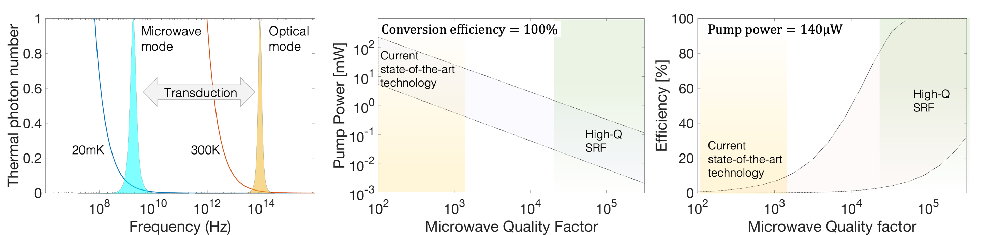 Thermal photon number
1
0.8
0.6
0.4
0.2
0
Microwave
mode
Optical
mode
Transduction
20mK
300K
10^8
10^10
10^12
10^14
Frequency (Hz)
Pump Power [mW]
10^2
10^1
10^0
10^-1
10^-2
10^-3
Conversion efficiency = 100%
Current
state-of-the-art
technology
High-Q
SRF
10^2
10^3
10^4
10^5
Microwave Quality Factor
Efficiency [%]
100
80
60
40
20
0
Pump power = 140μW
High-Q
SRF
Current
state-of-the-art
technology
10^2
10^3
10^4
10^5
Microwave Quality factor